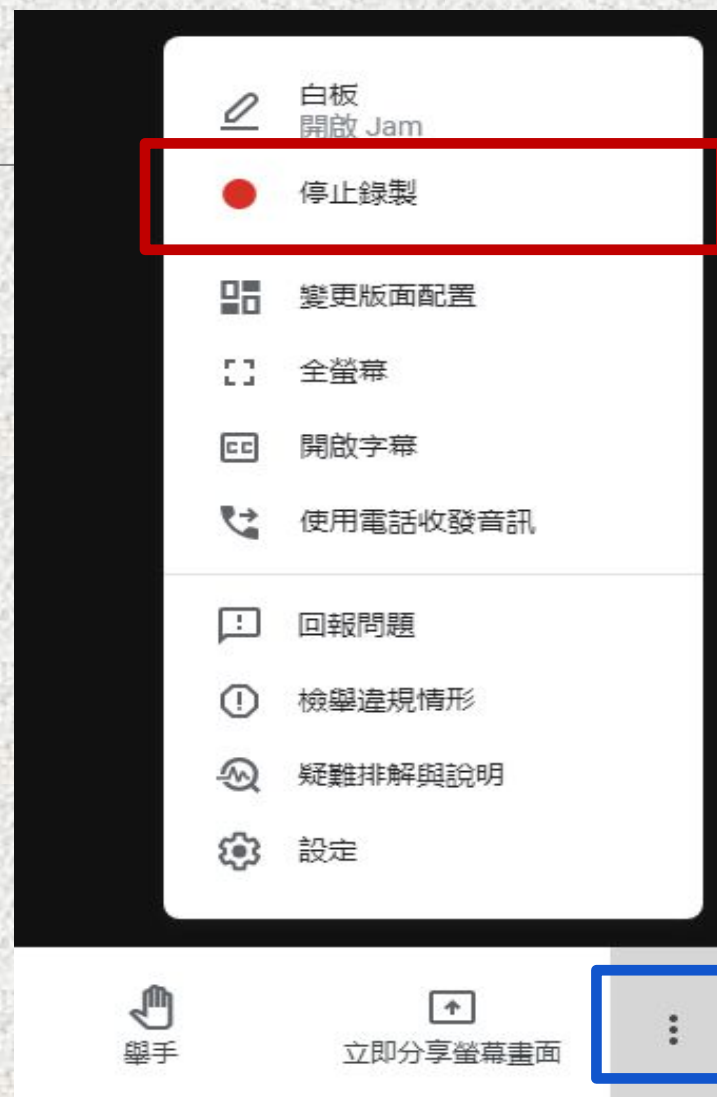 白板
開啟 Jam
停止錄製
變更版面配置
全螢幕
CC
開啟字幕
使用電話收發音訊
回報問題
檢舉違規情形
疑難排解與說明
設定
舉手
立即分享螢幕畫面